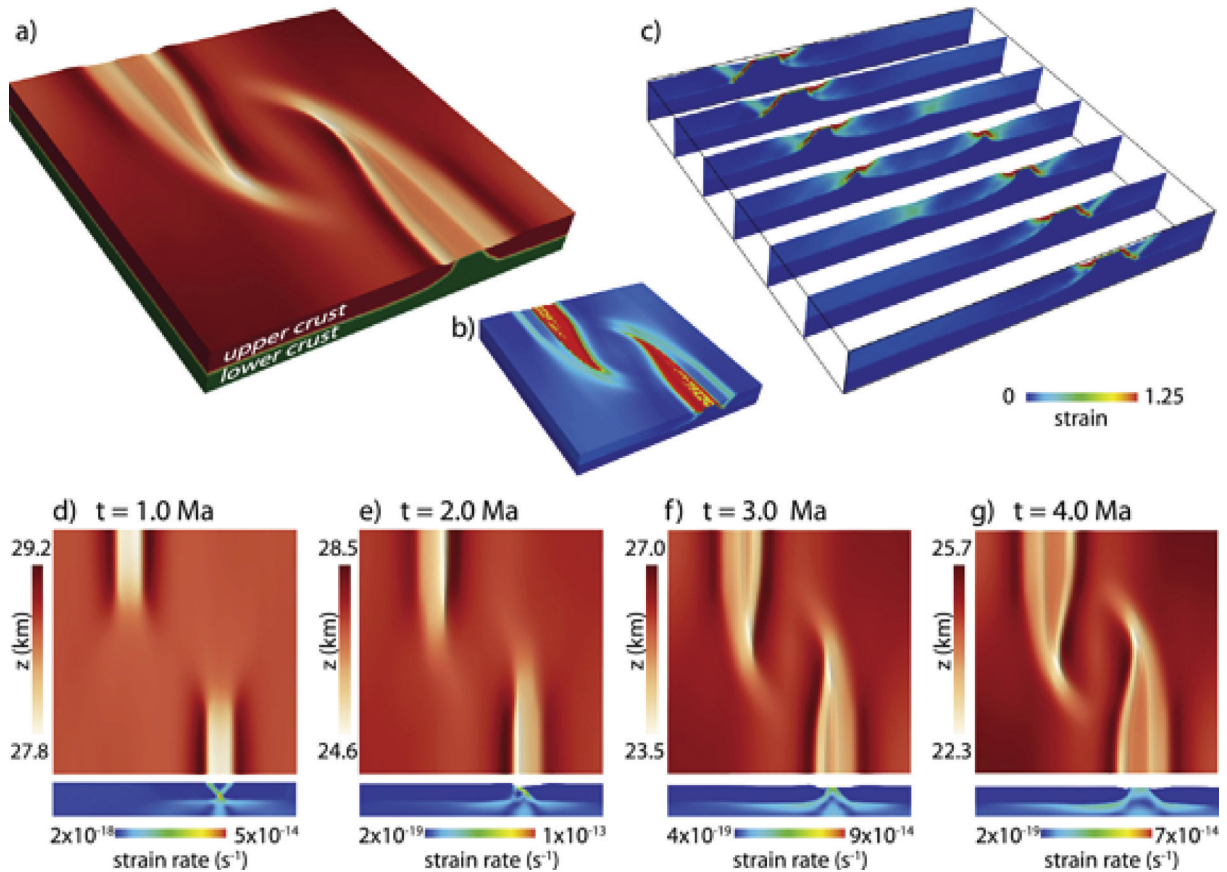 a)
c)
upper crust
lower crust
b)
0 1.25
strain
d) t = 1.0 Ma
e) t = 2.0 Ma
f) t = 3.0 Ma
g) t = 4.0 Ma
29.2
z (km)
27.8
28.5
z (km)
24.6
27.0
z (km)
23.5
25.7
z (km)
22.3
2x10⁻¹⁸ 5x10⁻¹⁴
strain rate (s⁻¹)
2x10⁻¹⁹ 1x10⁻¹³
strain rate (s⁻¹)
4x10⁻¹⁹ 9x10⁻¹⁴
strain rate (s⁻¹)
2x10⁻¹⁹ 7x10⁻¹⁴
strain rate (s⁻¹)